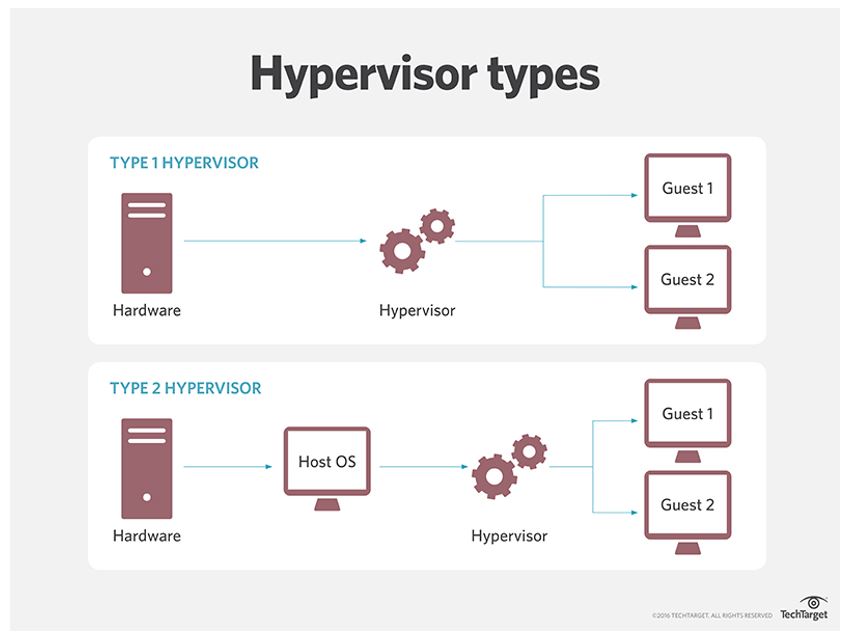 Hypervisor types
TYPE 1 HYPERVISOR
Guest 1
Guest 2
Hardware
Hypervisor
TYPE 2 HYPERVISOR
Guest 1
Host OS
Guest 2
Hardware
Hypervisor
©2016 TECHTARGET. ALL RIGHTS RESERVED
TechTarget